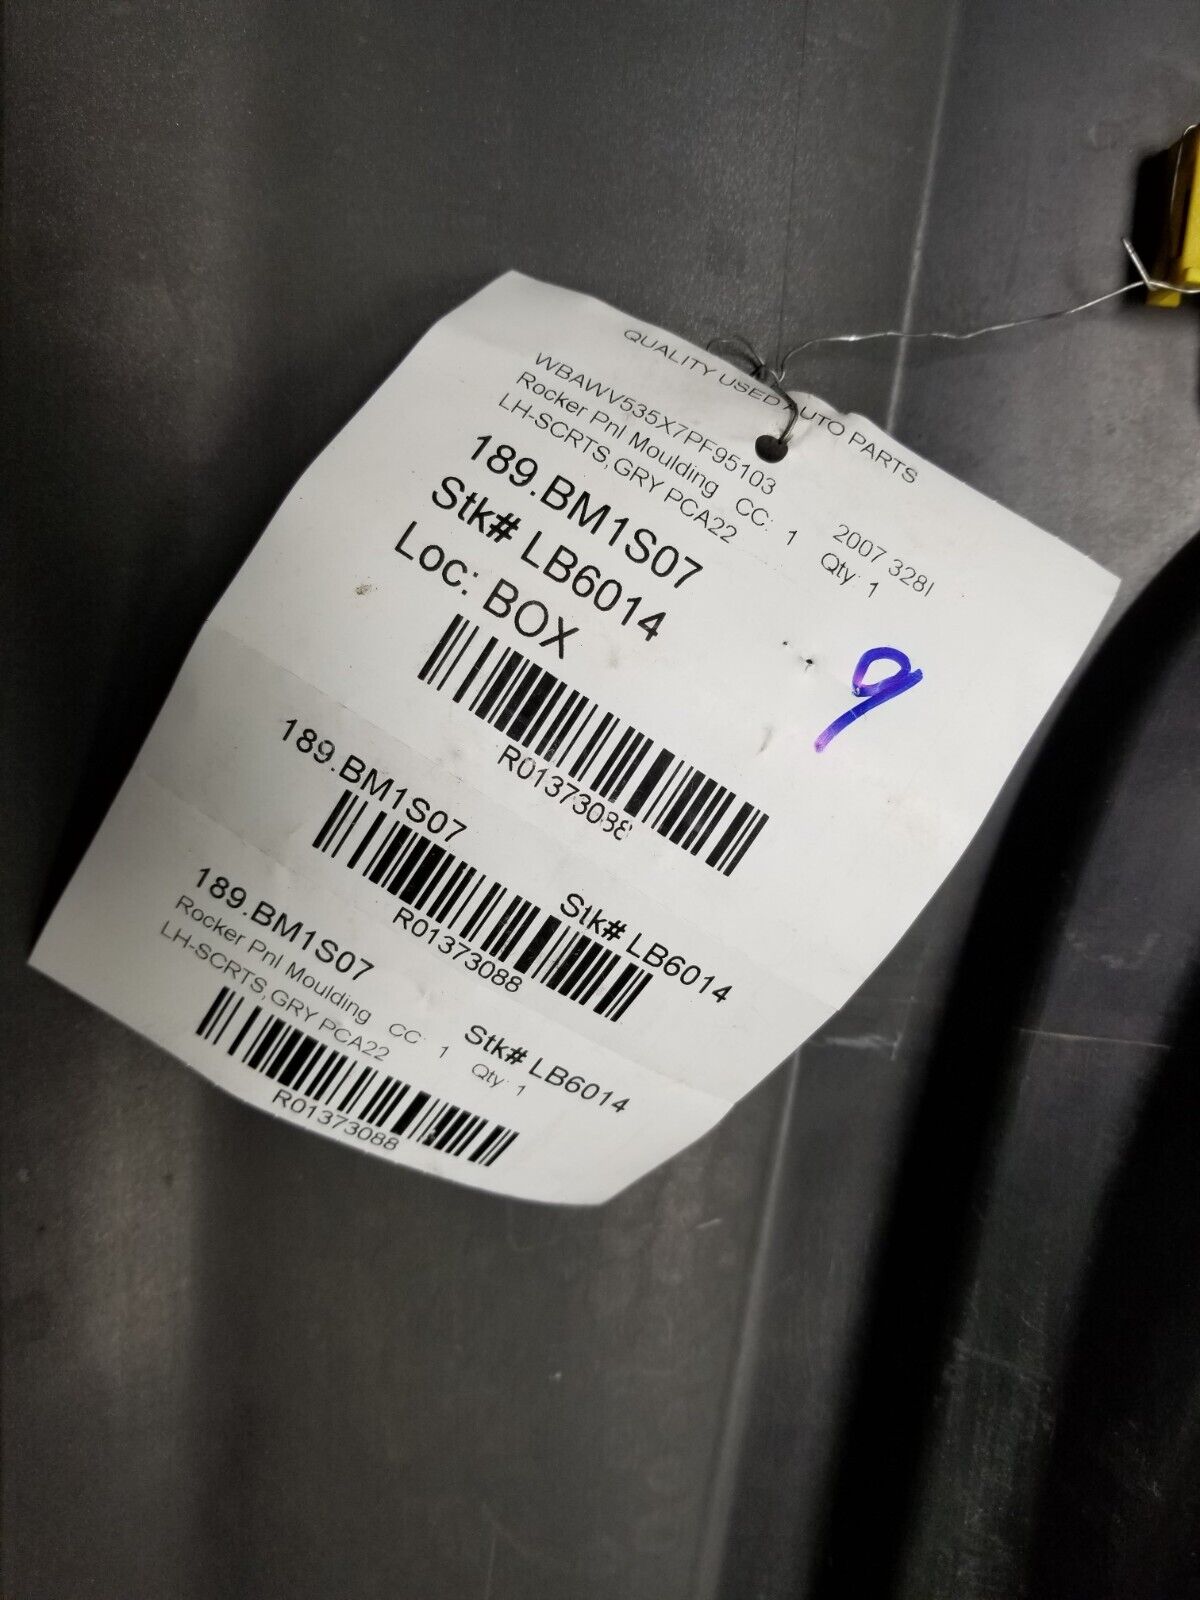 QUALITY USED AUTO PARTS
WBAWV535X7PF95103 2007 328I
Rocker Pnl Moulding CC: 1 Qty: 1
LH-SCRTS,GRY PCA22
189.BM1S07
Stk# LB6014
Loc: BOX
9
R01373088
189.BM1S07 Stk# LB6014
R01373088
189.BM1S07 Stk# LB6014
Rocker Pnl Moulding CC: 1 Qty: 1
LH-SCRTS,GRY PCA22
R01373088